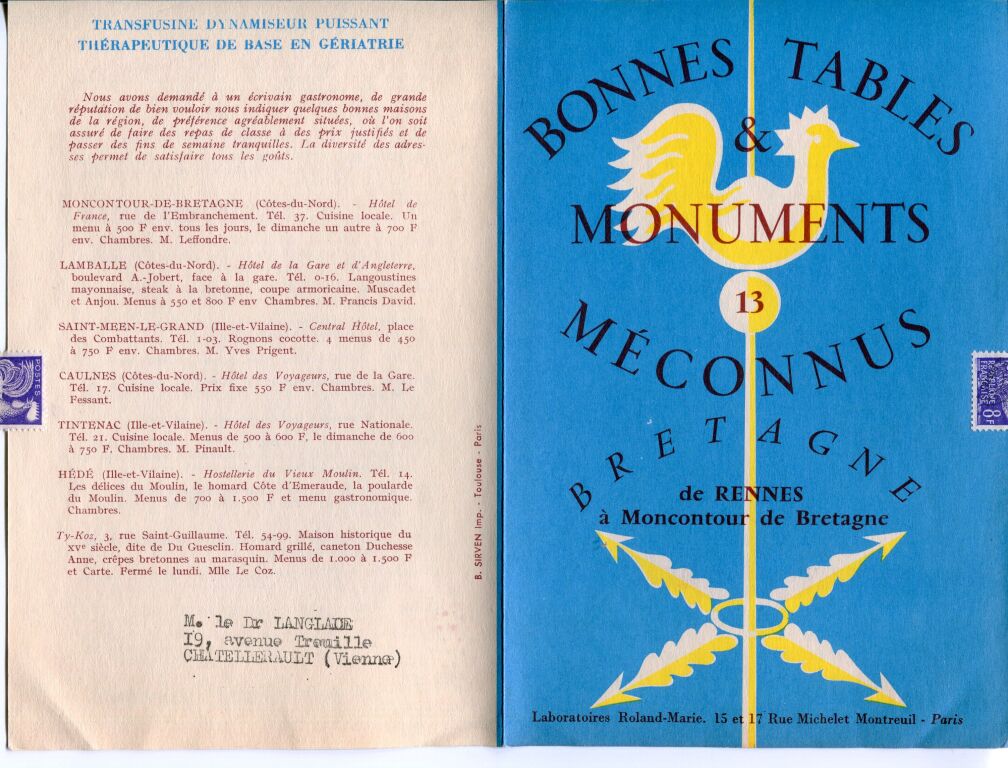 TRANSFUSINE DYNAMISEUR PUISSANT
THÉRAPEUTIQUE DE BASE EN GÉRIATRIE
Nous avons demandé à un écrivain gastronome, de grande
réputation de bien vouloir nous indiquer quelques bonnes maisons
de la région, de préférence agréablement situées, où l'on soit
assuré de faire des repas de classe à des prix justifiés et de
passer des fins de semaine tranquilles. La diversité des adres-
ses permet de satisfaire tous les goûts.
MONCONTOUR-DE-BRETAGNE (Côtes-du-Nord). - Hôtel de
France, rue de l'Embranchement. Tél. 37. Cuisine locale. Un
menu à 500 F env. tous les jours, le dimanche un autre à 700 F
env. Chambres. M. Leffondre.
LAMBALLE (Côtes-du-Nord). - Hôtel de la Gare et d'Angleterre,
boulevard A.-Jobert, face à la gare. Tél. 0-16. Langoustines
mayonnaise, steak à la bretonne, coupe armoricaine. Muscadet
et Anjou. Menus à 550 et 800 F env Chambres. M. Francis David.
SAINT-MEEN-LE-GRAND (Ille-et-Vilaine). - Central Hôtel, place
des Combattants. Tél. 1-03. Rognons cocotte. 4 menus de 450
à 750 F env. Chambres. M. Yves Prigent.
CAULNES (Côtes-du-Nord). - Hôtel des Voyageurs, rue de la Gare.
Tél. 17. Cuisine locale. Prix fixe 550 F env. Chambres. M. Le
Fessant.
TINTENAC (Ille-et-Vilaine). - Hôtel des Voyageurs, rue Nationale.
Tél. 21. Cuisine locale. Menus de 500 à 600 F, le dimanche de 600
à 750 F. Chambres. M. Pinault.
HÉDÉ (Ille-et-Vilaine). - Hostellerie du Vieux Moulin. Tél. 14.
Les délices du Moulin, le homard Côte d'Emeraude, la poularde
du Moulin. Menus de 700 à 1.500 F et menu gastronomique.
Chambres.
Ty-Koz, 3, rue Saint-Guillaume. Tél. 54-99. Maison historique du
XVe siècle, dite de Du Guesclin. Homard grillé, caneton Duchesse
Anne, crêpes bretonnes au marasquin. Menus de 1.000 à 1.500 F
et Carte. Fermé le lundi. Mlle Le Coz.
M. le Dr LANGLADE
19, avenue Treuille
CHATELLERAULT (Vienne)
B. SIRVEN Imp. - Toulouse - Paris
POSTES
BONNES TABLES
&
MONUMENTS
13
MÉCONNUS
BRETAGNE
de RENNES
à Moncontour de Bretagne
Laboratoires Roland-Marie. 15 et 17 Rue Michelet Montreuil - Paris
REPUBLIQUE
FRANÇAISE
8F